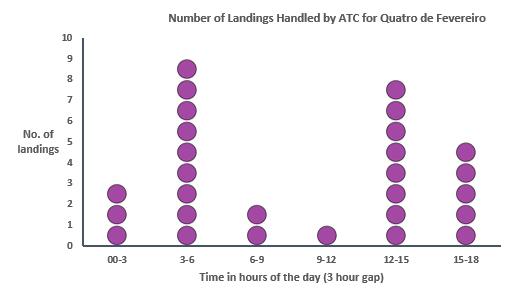 Number of Landings Handled by ATC for Quatro de Fevereiro
10
9
8
7
6
5
4
3
2
1
0
No. of
landings
00-3 3-6 6-9 9-12 12-15 15-18
Time in hours of the day (3 hour gap)